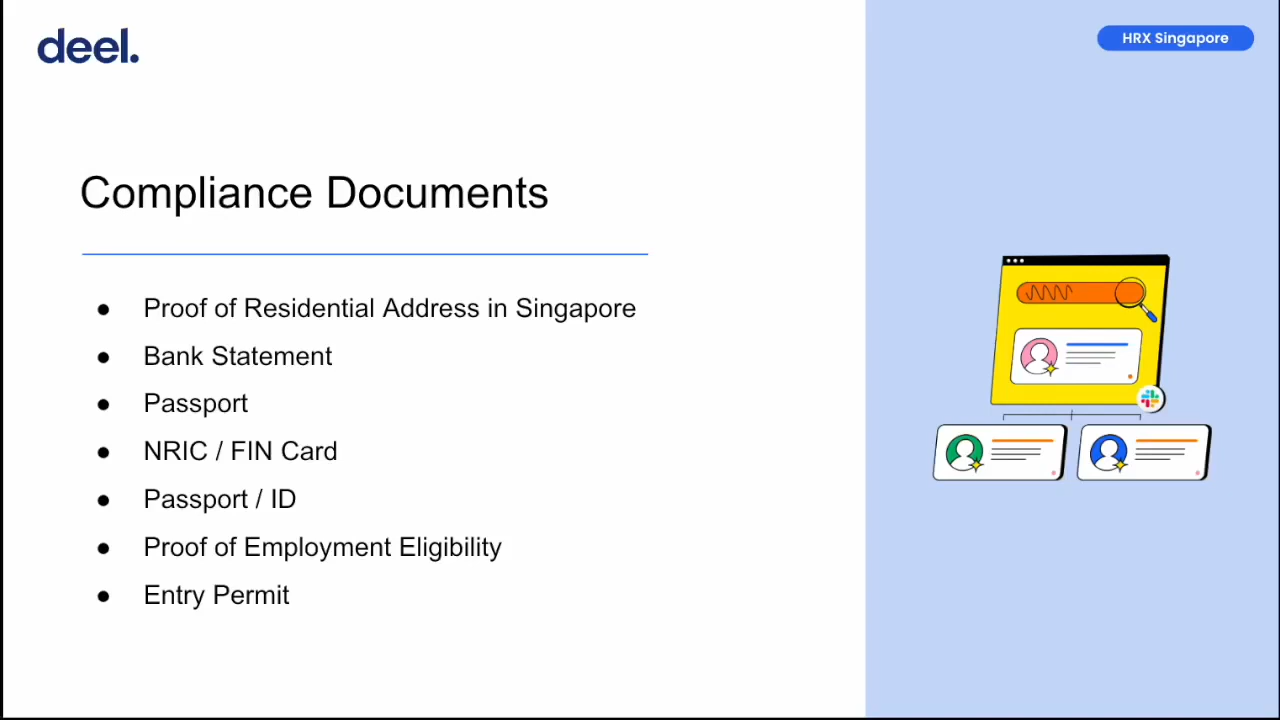 deel.
HRX Singapore
Compliance Documents
● Proof of Residential Address in Singapore
● Bank Statement
● Passport
● NRIC / FIN Card
● Passport / ID
● Proof of Employment Eligibility
● Entry Permit